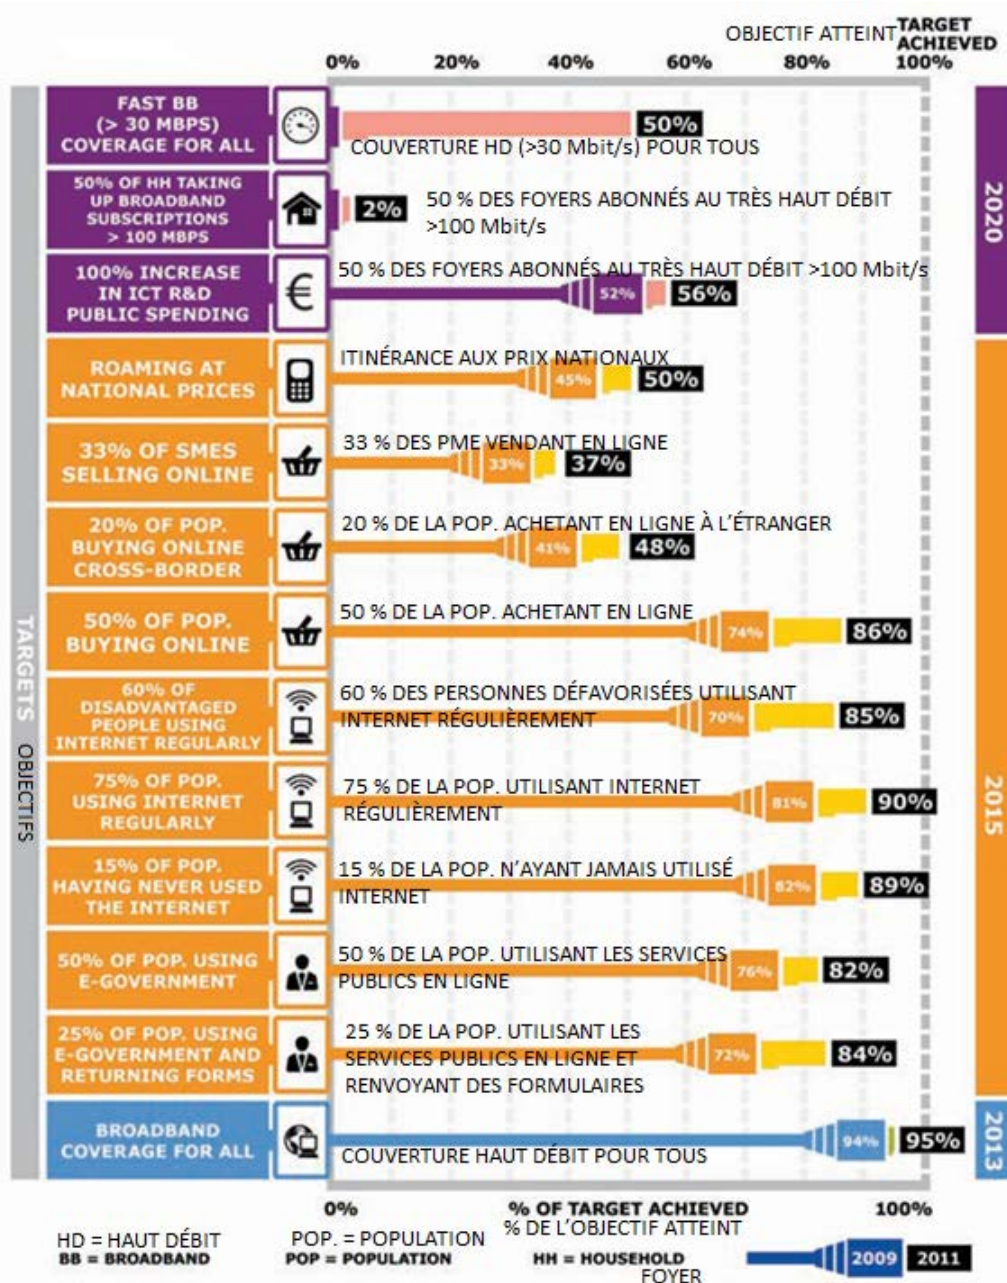 OBJECTIF ATTEINT TARGET ACHIEVED
0% 20% 40% 60% 80% 100%
TARGETS OBJECTIFS
FAST BB
(> 30 MBPS)
COVERAGE FOR ALL
50%
COUVERTURE HD (>30 Mbit/s) POUR TOUS
50% OF HH TAKING
UP BROADBAND
SUBSCRIPTIONS
> 100 MBPS
2%
50 % DES FOYERS ABONNÉS AU TRÈS HAUT DÉBIT
>100 Mbit/s
100% INCREASE
IN ICT R&D
PUBLIC SPENDING
€
50 % DES FOYERS ABONNÉS AU TRÈS HAUT DÉBIT >100 Mbit/s
52% 56%
2020
ROAMING AT
NATIONAL PRICES
ITINÉRANCE AUX PRIX NATIONAUX
45% 50%
33% OF SMES
SELLING ONLINE
33 % DES PME VENDANT EN LIGNE
33% 37%
20% OF POP.
BUYING ONLINE
CROSS-BORDER
20 % DE LA POP. ACHETANT EN LIGNE À L'ÉTRANGER
41% 48%
50% OF POP.
BUYING ONLINE
50 % DE LA POP. ACHETANT EN LIGNE
74% 86%
60% OF
DISADVANTAGED
PEOPLE USING
INTERNET REGULARLY
60 % DES PERSONNES DÉFAVORISÉES UTILISANT
INTERNET RÉGULIÈREMENT
70% 85%
75% OF POP.
USING INTERNET
REGULARLY
75 % DE LA POP. UTILISANT INTERNET
RÉGULIÈREMENT
81% 90%
15% OF POP.
HAVING NEVER USED
THE INTERNET
15 % DE LA POP. N'AYANT JAMAIS UTILISÉ
INTERNET
82% 89%
50% OF POP. USING
E-GOVERNMENT
50 % DE LA POP. UTILISANT LES SERVICES
PUBLICS EN LIGNE
76% 82%
25% OF POP. USING
E-GOVERNMENT AND
RETURNING FORMS
25 % DE LA POP. UTILISANT LES
SERVICES PUBLICS EN LIGNE ET
RENVOYANT DES FORMULAIRES
72% 84%
2015
BROADBAND
COVERAGE FOR ALL
94% 95%
COUVERTURE HAUT DÉBIT POUR TOUS
2013
0% % OF TARGET ACHIEVED 100%
% DE L'OBJECTIF ATTEINT
HD = HAUT DÉBIT POP. = POPULATION
BB = BROADBAND POP = POPULATION HH = HOUSEHOLD 2009 2011
FOYER